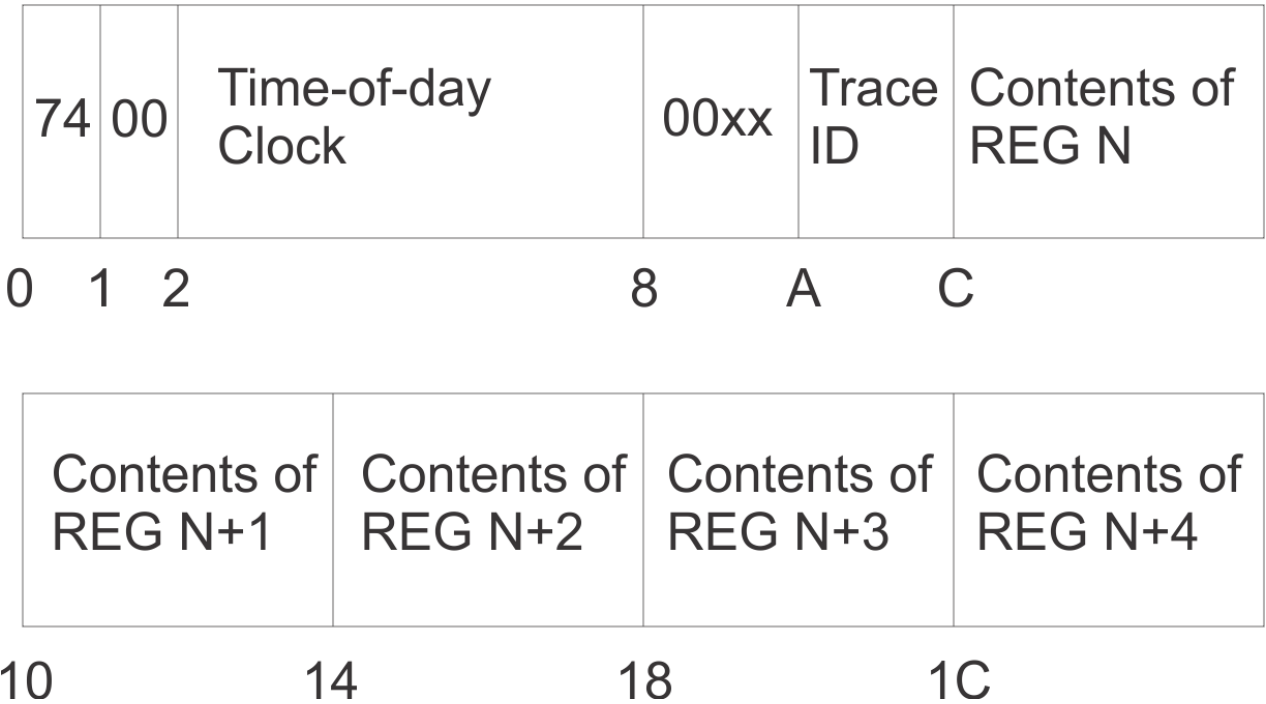 74 00 Time-of-day Clock 00xx Trace ID Contents of REG N
0 1 2 8 A C
Contents of REG N+1 Contents of REG N+2 Contents of REG N+3 Contents of REG N+4
10 14 18 1C